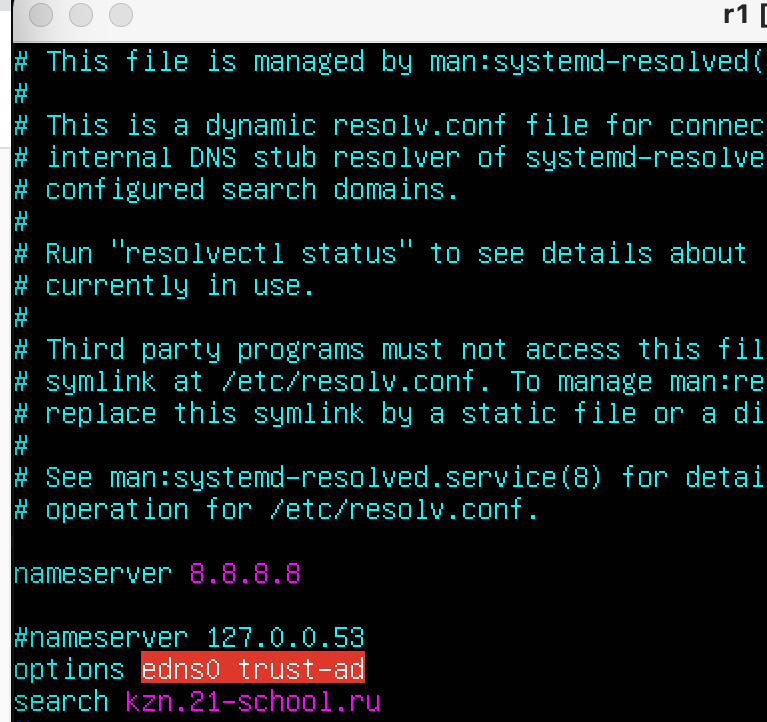 r1 [
# This file is managed by man:systemd-resolved(
#
# This is a dynamic resolv.conf file for connec
# internal DNS stub resolver of systemd-resolve
# configured search domains.
#
# Run "resolvectl status" to see details about
# currently in use.
#
# Third party programs must not access this fil
# symlink at /etc/resolv.conf. To manage man:re
# replace this symlink by a static file or a di
#
# See man:systemd-resolved.service(8) for detai
# operation for /etc/resolv.conf.
nameserver 8.8.8.8
#nameserver 127.0.0.53
options edns0 trust-ad
search kzn.21-school.ru